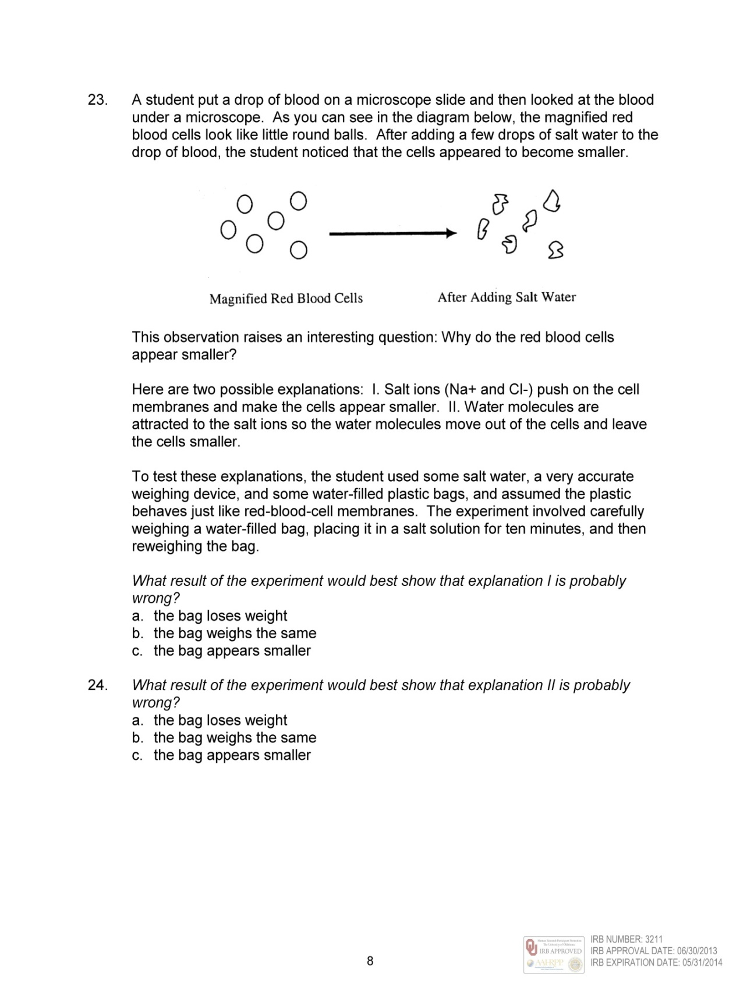 23. A student put a drop of blood on a microscope slide and then looked at the blood
under a microscope. As you can see in the diagram below, the magnified red
blood cells look like little round balls. After adding a few drops of salt water to the
drop of blood, the student noticed that the cells appeared to become smaller.
Magnified Red Blood Cells
After Adding Salt Water
This observation raises an interesting question: Why do the red blood cells
appear smaller?
Here are two possible explanations: I. Salt ions (Na+ and Cl-) push on the cell
membranes and make the cells appear smaller. II. Water molecules are
attracted to the salt ions so the water molecules move out of the cells and leave
the cells smaller.
To test these explanations, the student used some salt water, a very accurate
weighing device, and some water-filled plastic bags, and assumed the plastic
behaves just like red-blood-cell membranes. The experiment involved carefully
weighing a water-filled bag, placing it in a salt solution for ten minutes, and then
reweighing the bag.
What result of the experiment would best show that explanation I is probably
wrong?
a. the bag loses weight
b. the bag weighs the same
c. the bag appears smaller
24. What result of the experiment would best show that explanation II is probably
wrong?
a. the bag loses weight
b. the bag weighs the same
c. the bag appears smaller
8
IRB APPROVED
AAHRPP
IRB NUMBER: 3211
IRB APPROVAL DATE: 06/30/2013
IRB EXPIRATION DATE: 05/31/2014